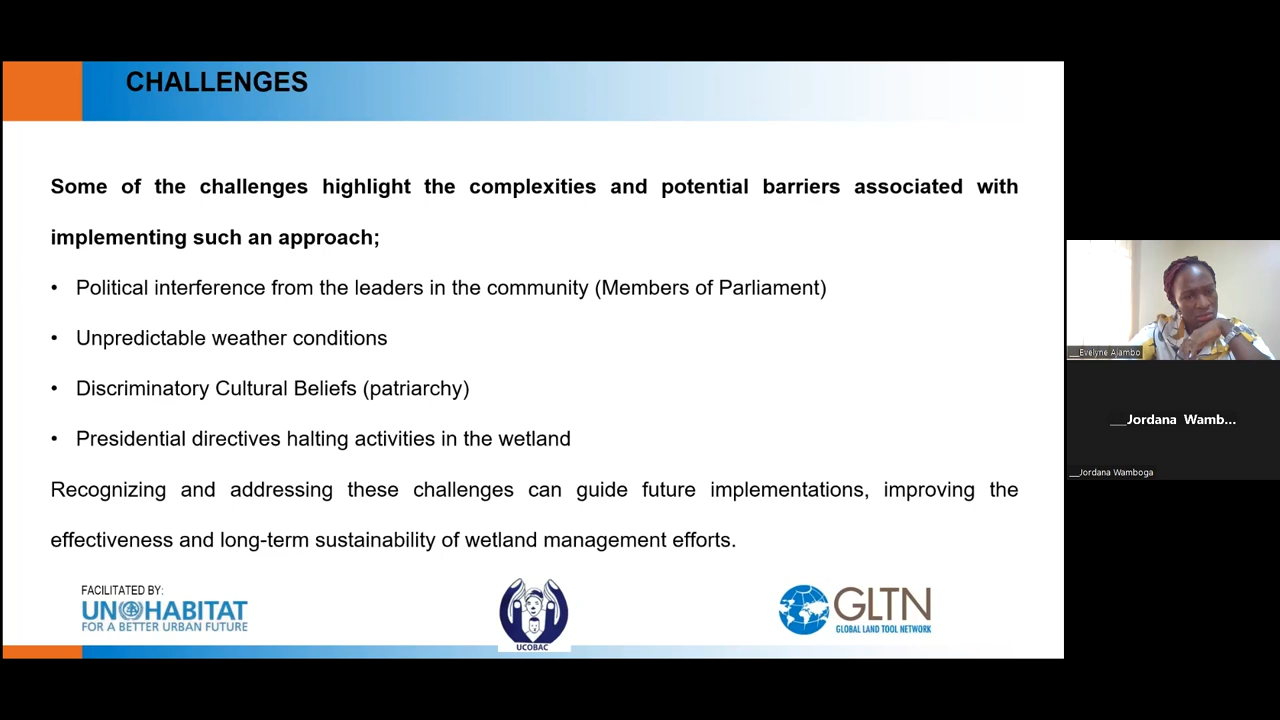 CHALLENGES
Some of the challenges highlight the complexities and potential barriers associated with
implementing such an approach;
• Political interference from the leaders in the community (Members of Parliament)
• Unpredictable weather conditions
• Discriminatory Cultural Beliefs (patriarchy)
• Presidential directives halting activities in the wetland
Recognizing and addressing these challenges can guide future implementations, improving the
effectiveness and long-term sustainability of wetland management efforts.
FACILITATED BY:
UN HABITAT
FOR A BETTER URBAN FUTURE
UCOBAC
GLTN
GLOBAL LAND TOOL NETWORK
__Evelyne Ajambo
__Jordana Wamb...
__Jordana Wamboga